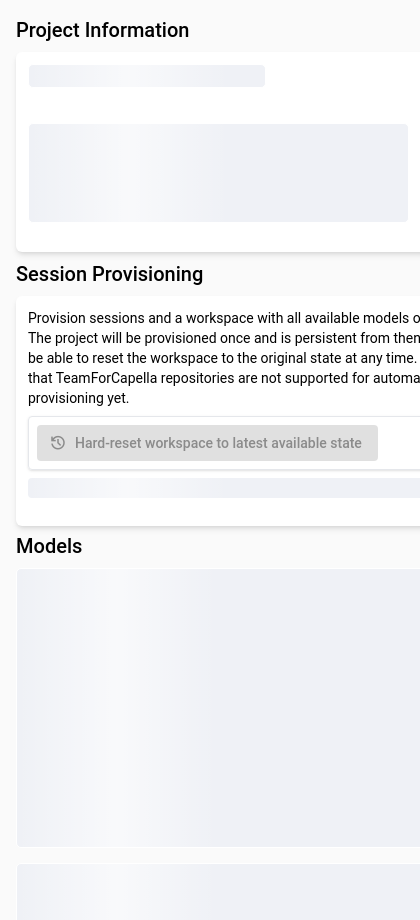 Project Information
Session Provisioning
Provision sessions and a workspace with all available models
The project will be provisioned once and is persistent from
be able to reset the workspace to the original state at any time.
that TeamForCapella repositories are not supported for
provisioning yet.
Hard-reset workspace to latest available state
Models